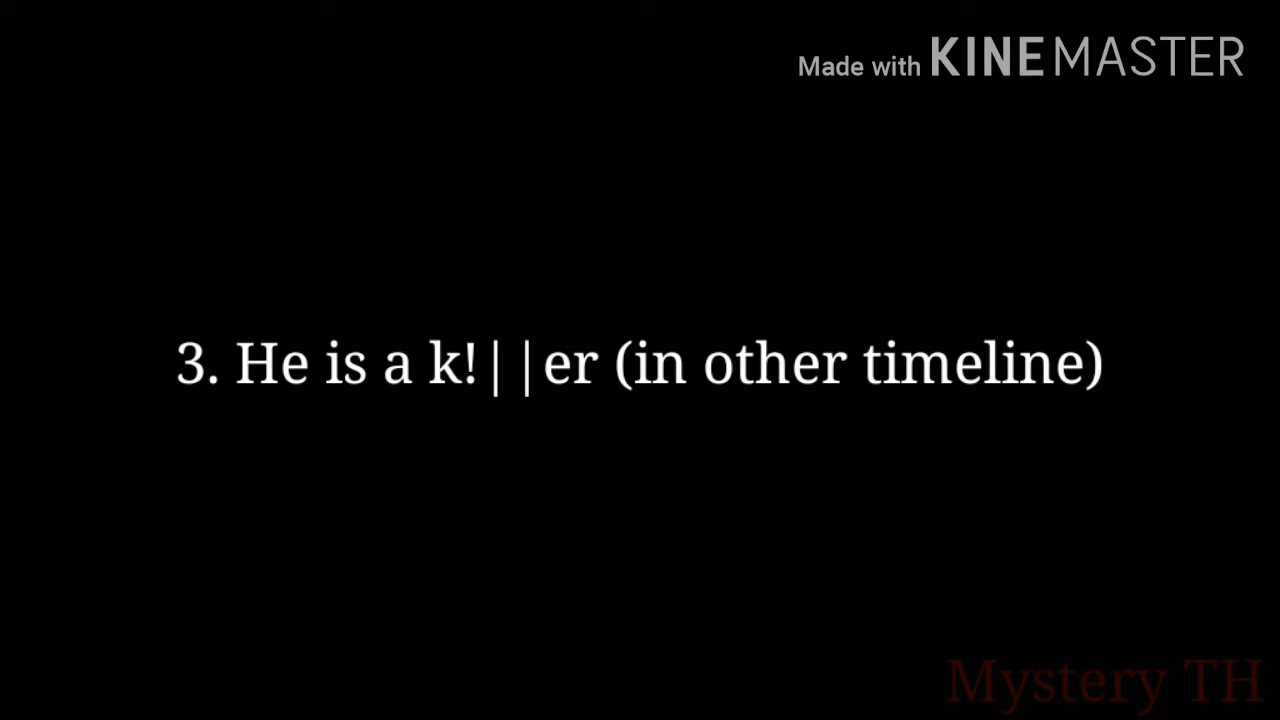 Made with KINEMASTER
3. He is a k!||er (in other timeline)
Mystery TH